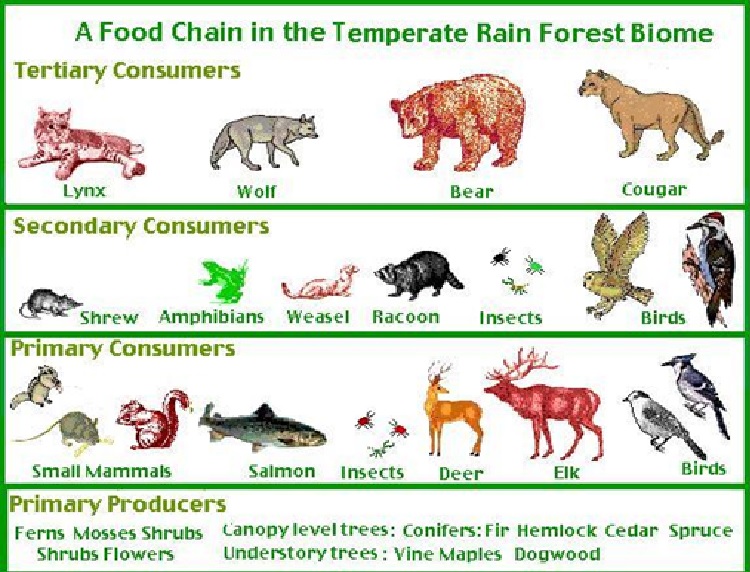 A Food Chain in the Temperate Rain Forest Biome
Tertiary Consumers
Lynx Wolf Bear Cougar
Secondary Consumers
Shrew Amphibians Weasel Racoon Insects Birds
Primary Consumers
Small Mammals Salmon Insects Deer Elk Birds
Primary Producers
Ferns Mosses Shrubs Canopy level trees: Conifers: Fir Hemlock Cedar Spruce
Shrubs Flowers Understory trees: Vine Maples Dogwood